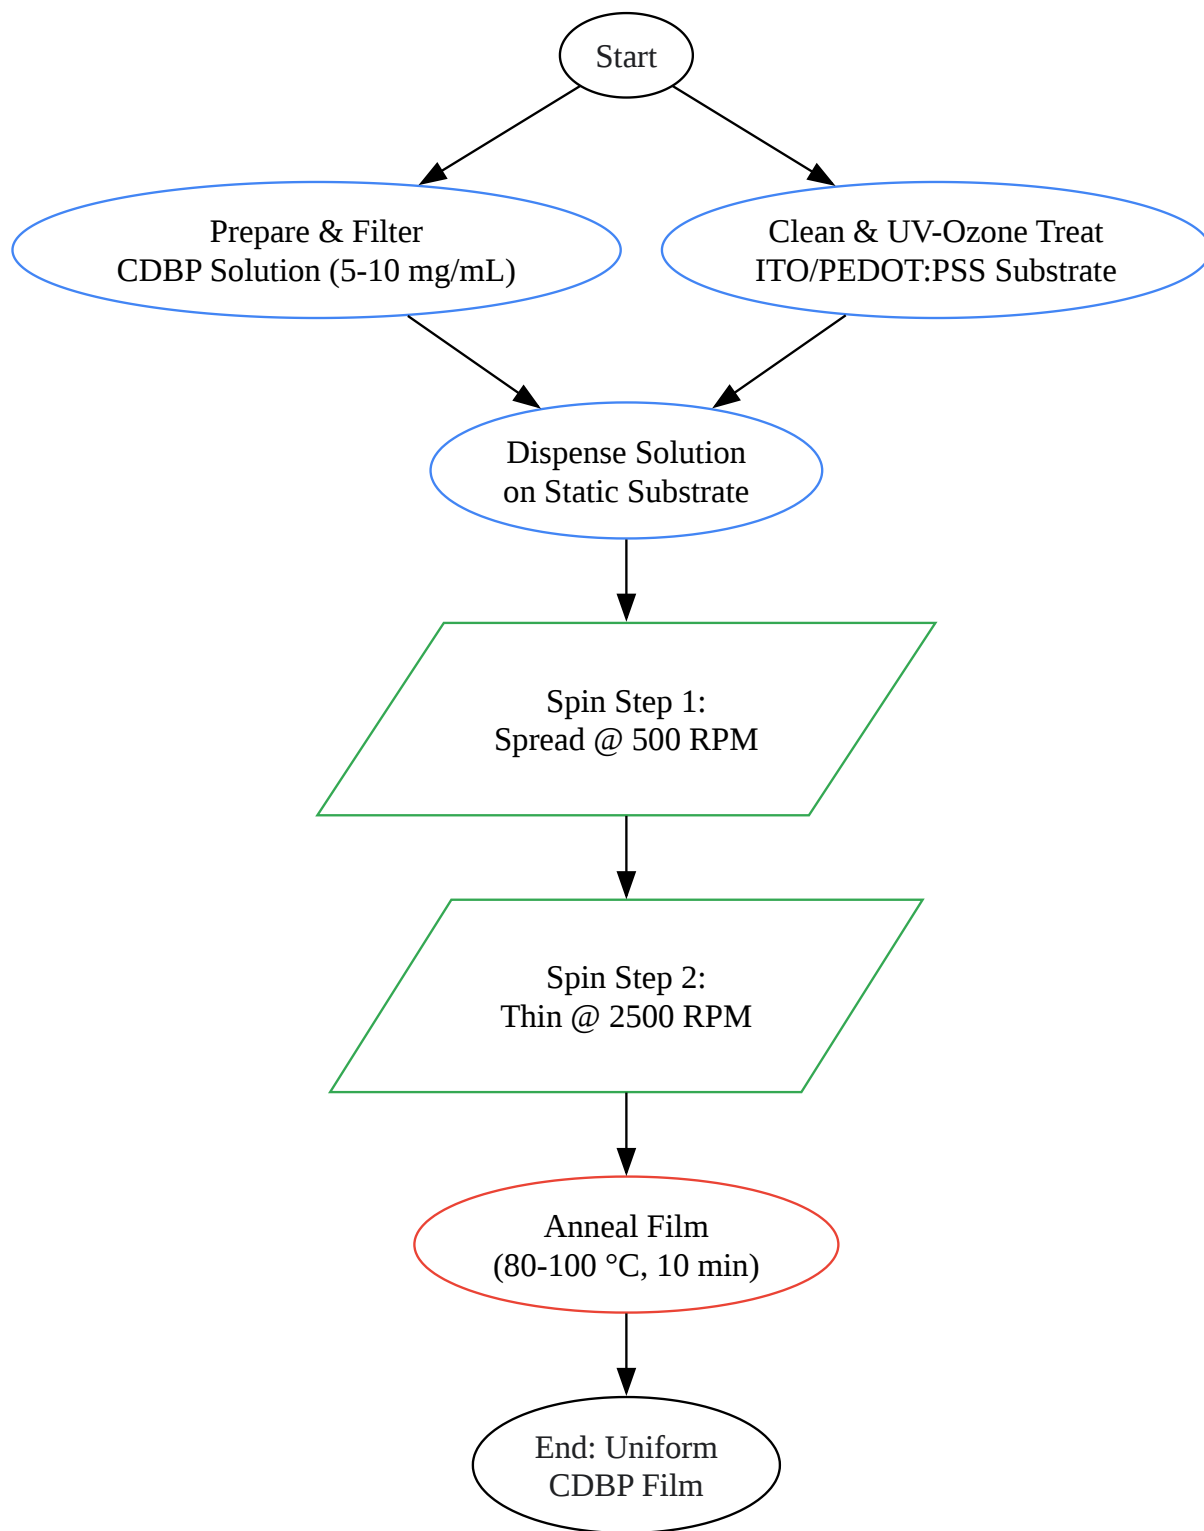 Start
Prepare & Filter
CDBP Solution (5-10 mg/mL)
Clean & UV-Ozone Treat
ITO/PEDOT:PSS Substrate
Dispense Solution
on Static Substrate
Spin Step 1:
Spread @ 500 RPM
Spin Step 2:
Thin @ 2500 RPM
Anneal Film
(80-100 °C, 10 min)
End: Uniform
CDBP Film